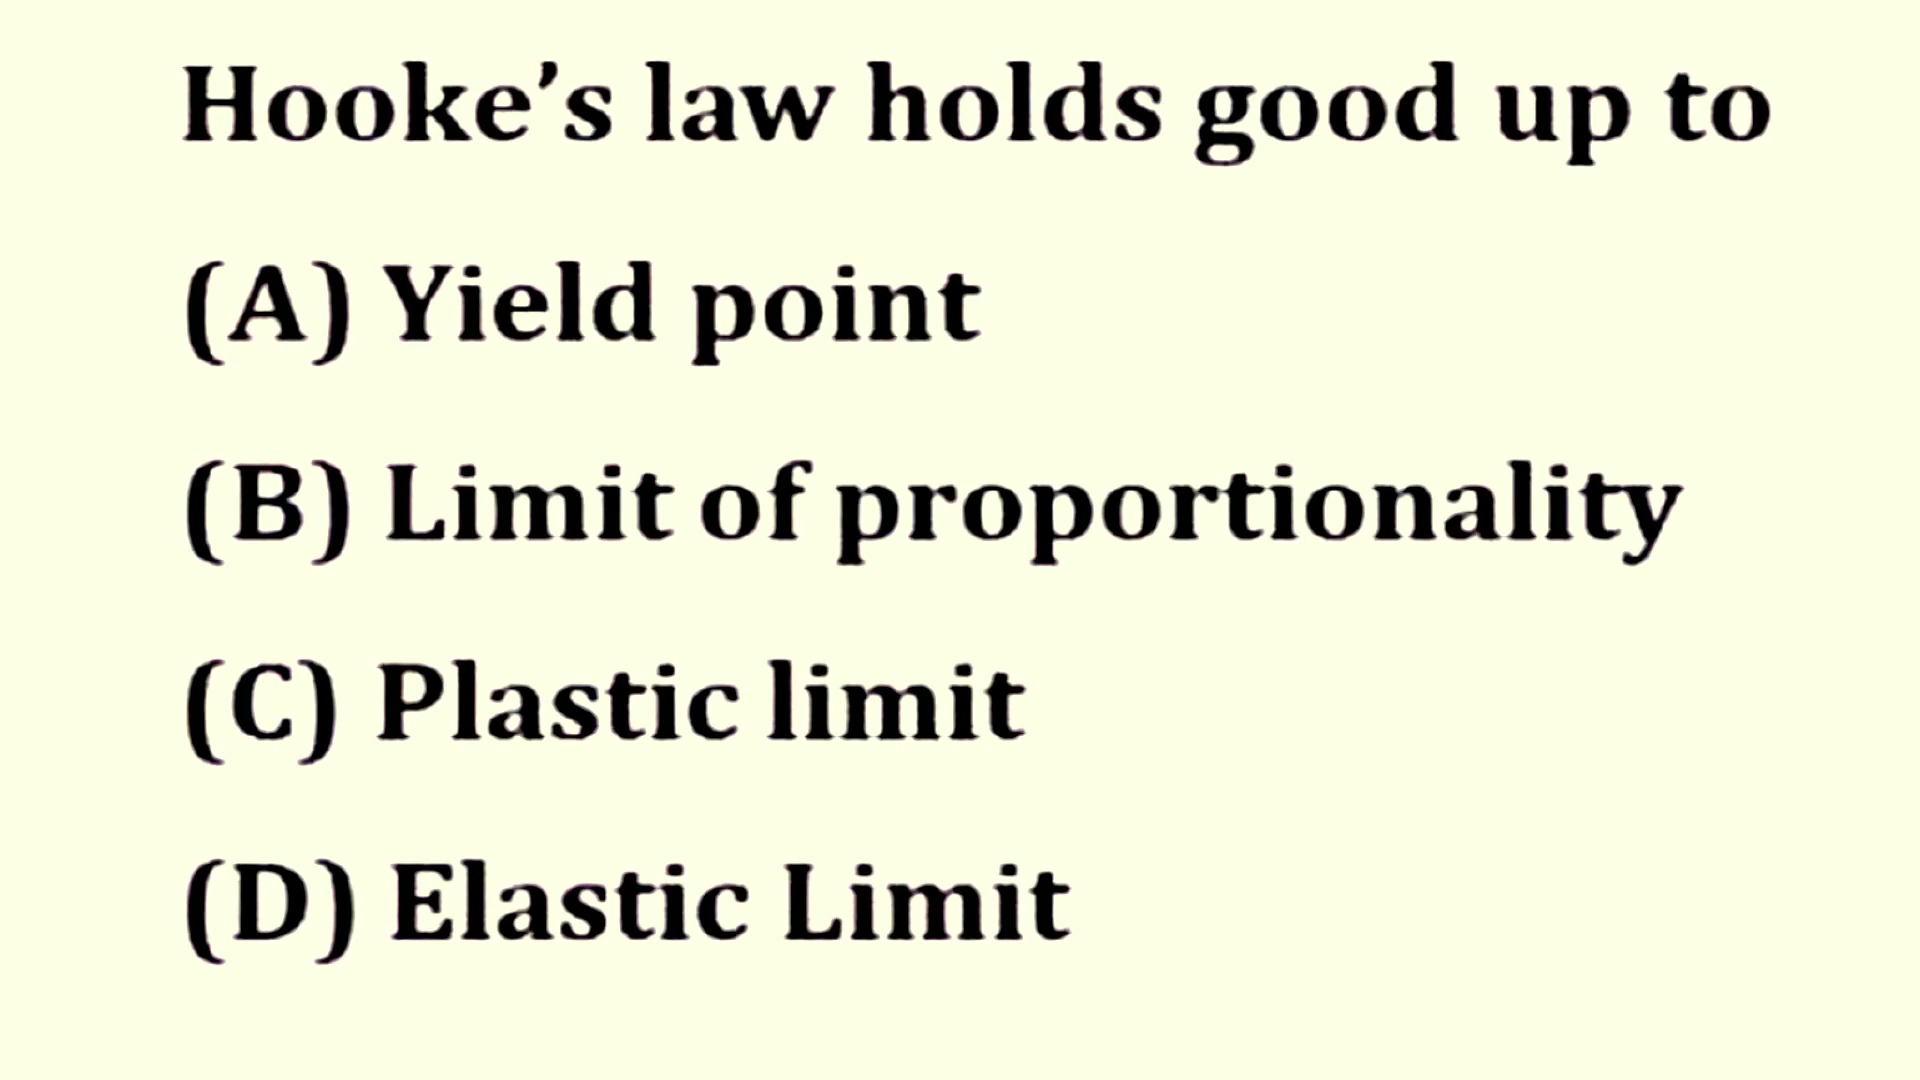 Hooke’s law holds good up to
(A) Yield point
(B) Limit of proportionality
(C) Plastic limit
(D) Elastic Limit